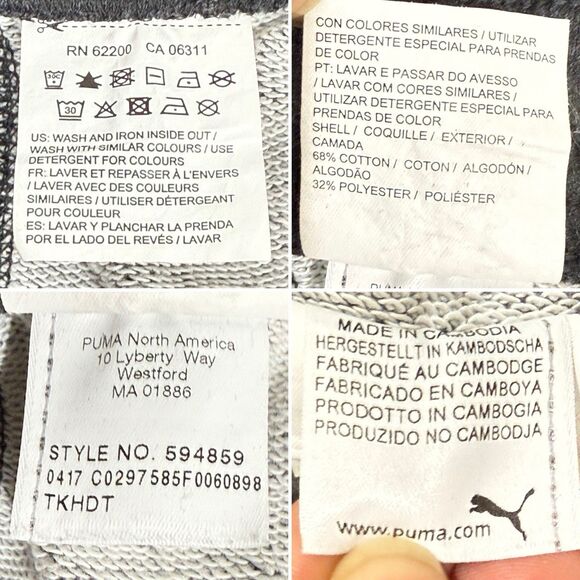 RN 62200 CA 06311
30
US: WASH AND IRON INSIDE OUT /
WASH WITH SIMILAR COLOURS / USE
DETERGENT FOR COLOURS
FR: LAVER ET REPASSER À L'ENVERS
/ LAVER AVEC DES COULEURS
SIMILAIRES / UTILISER DÉTERGEANT
POUR COULEUR
ES: LAVAR Y PLANCHAR LA PRENDA
POR EL LADO DEL REVÉS / LAVAR
CON COLORES SIMILARES / UTILIZAR
DETERGENTE ESPECIAL PARA PRENDAS
DE COLOR
PT: LAVAR E PASSAR DO AVESSO
/ LAVAR COM CORES SIMILARES /
UTILIZAR DETERGENTE ESPECIAL PARA
PRENDAS DE COLOR
SHELL / COQUILLE / EXTERIOR /
CAMADA
68% COTTON / COTON / ALGODÓN /
ALGODÃO
32% POLYESTER / POLIÉSTER
PUMA North America
10 Lyberty Way
Westford
MA 01886
STYLE NO. 594859
0417 C0297585F0060898
TKHDT
MADE IN CAMBODIA
HERGESTELLT IN KAMBODSCHA
FABRIQUÉ AU CAMBODGE
FABRICADO EN CAMBOYA
PRODOTTO IN CAMBOGIA
PRODUZIDO NO CAMBODJA
www.puma.com